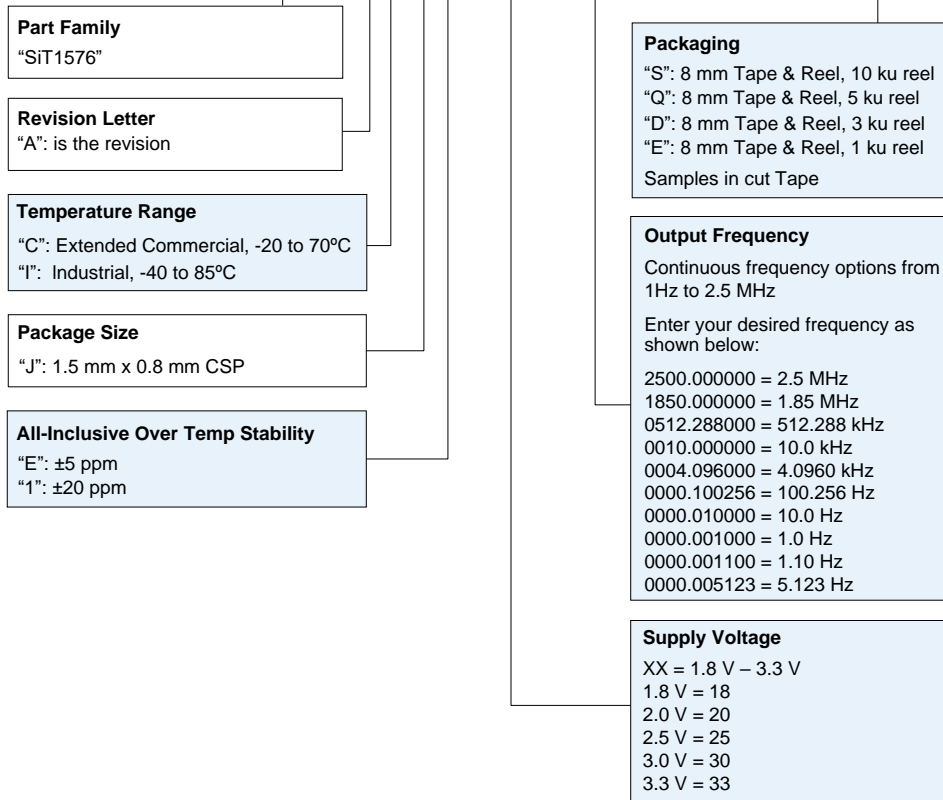 Part Family
“SiT1576”
Revision Letter
“A”: is the revision
Temperature Range
“C”: Extended Commercial, -20 to 70ºC
“I”: Industrial, -40 to 85ºC
Package Size
“J”: 1.5 mm x 0.8 mm CSP
All-Inclusive Over Temp Stability
“E”: ±5 ppm
“1”: ±20 ppm
Packaging
“S”: 8 mm Tape & Reel, 10 ku reel
“Q”: 8 mm Tape & Reel, 5 ku reel
“D”: 8 mm Tape & Reel, 3 ku reel
“E”: 8 mm Tape & Reel, 1 ku reel
Samples in cut Tape
Output Frequency
Continuous frequency options from
1Hz to 2.5 MHz
Enter your desired frequency as
shown below:
2500.000000 = 2.5 MHz
1850.000000 = 1.85 MHz
0512.288000 = 512.288 kHz
0010.000000 = 10.0 kHz
0004.096000 = 4.0960 kHz
0000.100256 = 100.256 Hz
0000.010000 = 10.0 Hz
0000.001000 = 1.0 Hz
0000.001100 = 1.10 Hz
0000.005123 = 5.123 Hz
Supply Voltage
XX = 1.8 V – 3.3 V
1.8 V = 18
2.0 V = 20
2.5 V = 25
3.0 V = 30
3.3 V = 33